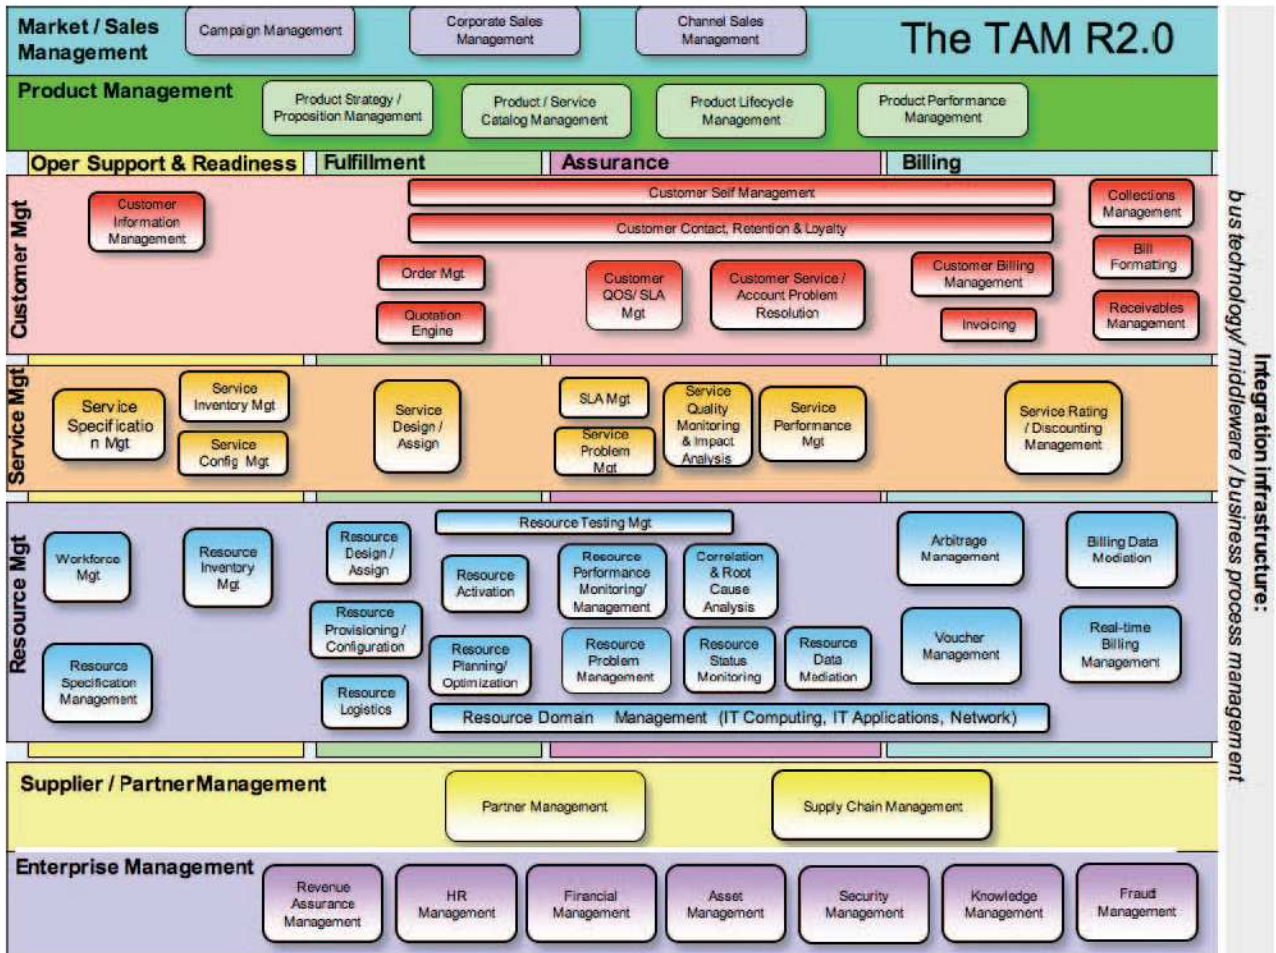 Market / Sales
Management
Campaign Management
Corporate Sales
Management
Channel Sales
Management
The TAM R2.0
Product Management
Product Strategy /
Proposition Management
Product / Service
Catalog Management
Product Lifecycle
Management
Product Performance
Management
Oper Support & Readiness
Fulfillment
Assurance
Billing
Customer Mgt
Customer
Information
Management
Customer Self Management
Customer Contact, Retention & Loyalty
Order Mgt
Quotation
Engine
Customer
QOS/ SLA
Mgt
Customer Service /
Account Problem
Resolution
Customer Billing
Management
Invoicing
Collections
Management
Bill
Formatting
Receivables
Management
Service Mgt
Service
Specificatio
n Mgt
Service
Inventory Mgt
Service
Config Mgt
Service
Design /
Assign
SLA Mgt
Service
Problem
Mgt
Service
Quality
Monitoring
& Impact
Analysis
Service
Performance
Mgt
Service Rating
/ Discounting
Management
Resource Mgt
Workforce
Mgt
Resource
Inventory
Mgt
Resource
Specification
Management
Resource
Design /
Assign
Resource
Provisioning /
Configuration
Resource
Logistics
Resource Testing Mgt
Resource
Activation
Resource
Planning/
Optimization
Resource
Performance
Monitoring/
Management
Correlation
& Root
Cause
Analysis
Resource
Problem
Management
Resource
Status
Monitoring
Resource
Data
Mediation
Resource Domain Management (IT Computing, IT Applications, Network)
Arbitrage
Management
Billing Data
Mediation
Voucher
Management
Real-time
Billing
Management
Supplier / Partner Management
Partner Management
Supply Chain Management
Enterprise Management
Revenue
Assurance
Management
HR
Management
Financial
Management
Asset
Management
Security
Management
Knowledge
Management
Fraud
Management
Integration infrastructure:
bus technology/ middleware / business process management